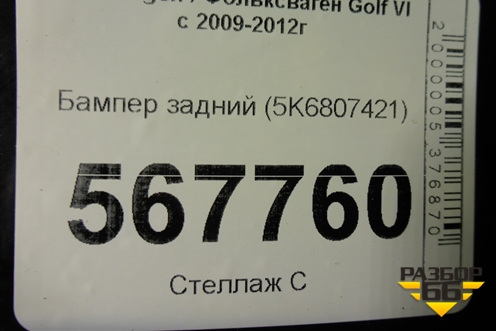 Фольксваген Golf VI
с 2009-2012г
Бампер задний (5K6807421)
567760
Стеллаж С
2000005376870
РАЗБОР
66